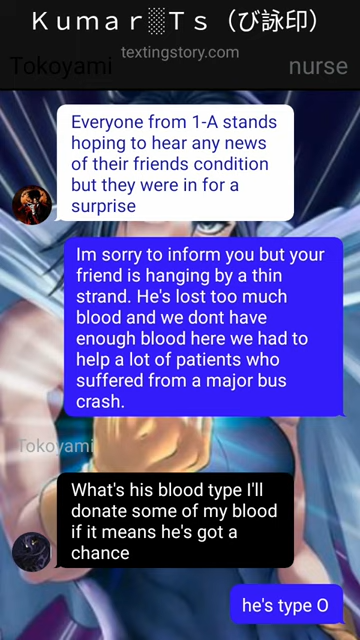 Ｋｕｍａｒ░Ｔｓ（び詠印）
textingstory.com
Tokoyami
nurse
Everyone from 1-A stands
hoping to hear any news
of their friends condition
but they were in for a
surprise
Im sorry to inform you but your
friend is hanging by a thin
strand. He's lost too much
blood and we dont have
enough blood here we had to
help a lot of patients who
suffered from a major bus
crash.
Tokoyami
What's his blood type I'll
donate some of my blood
if it means he's got a
chance
he's type O